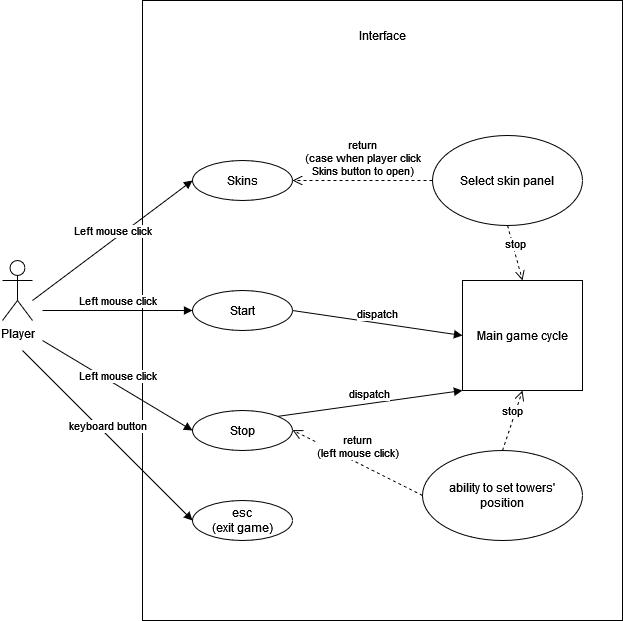 Interface
return
(case when player click
Skins button to open)
Skins
Select skin panel
Left mouse click
stop
Left mouse click
Start
dispatch
Player
Main game cycle
Left mouse click
dispatch
stop
keyboard button
Stop
return
(left mouse click)
ability to set towers'
position
esc
(exit game)